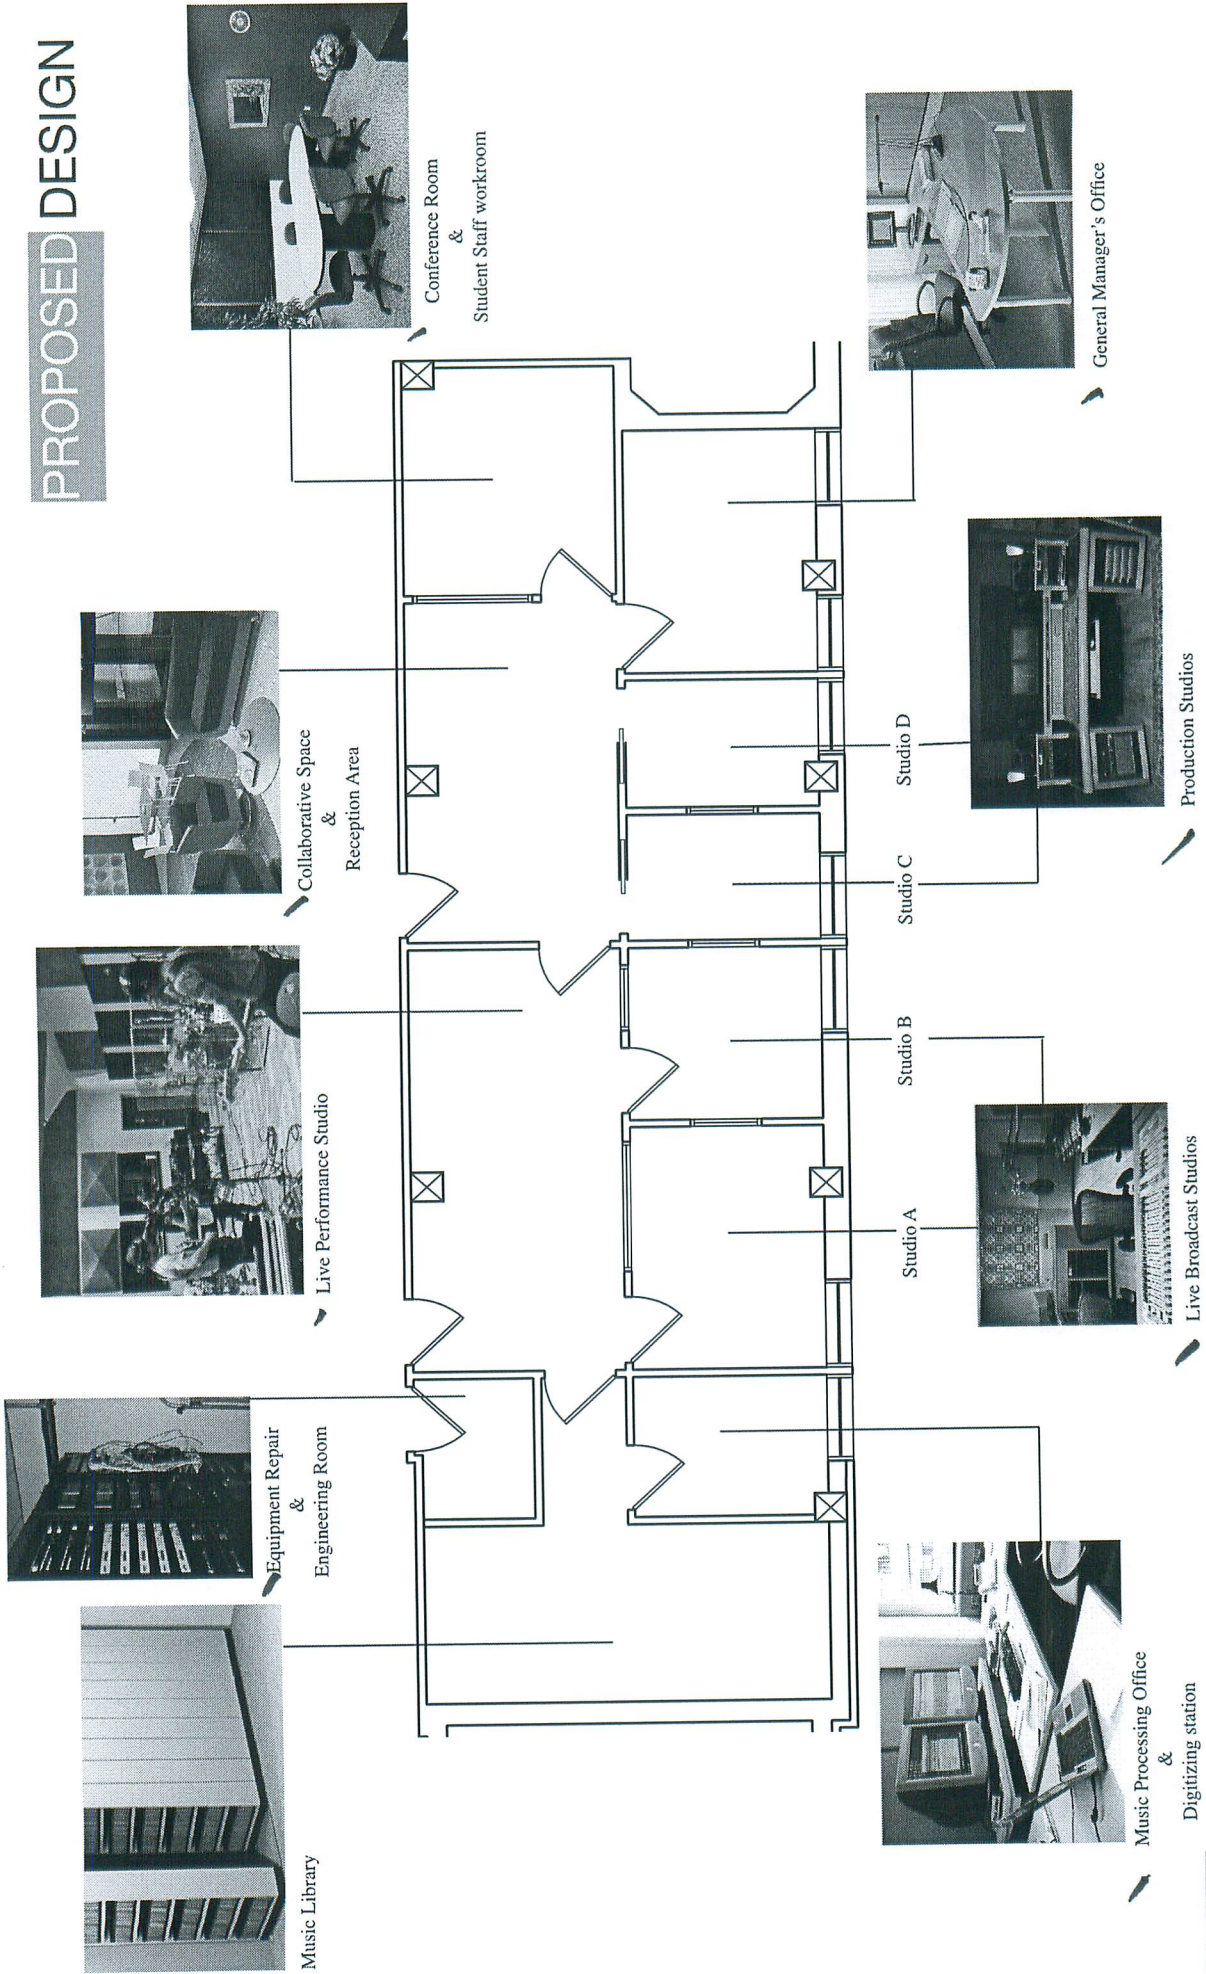 PROPOSED DESIGN
Music Library
Equipment Repair
&
Engineering Room
Live Performance Studio
Collaborative Space
&
Reception Area
Conference Room
&
Student Staff workroom
Studio A
Studio B
Studio C
Studio D
Music Processing Office
&
Digitizing station
Live Broadcast Studios
Production Studios
General Manager's Office